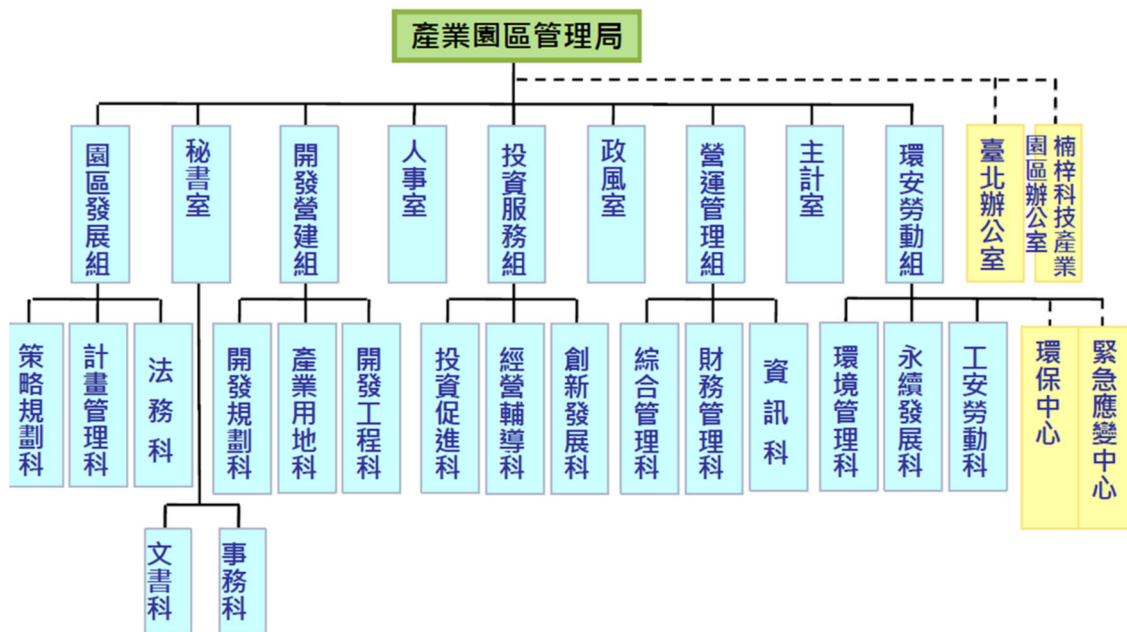 產業園區管理局
園區發展組
秘書室
開發營建組
人事室
投資服務組
政風室
營運管理組
主計室
環安勞動組
臺北辦公室
楠梓科技產業
園區辦公室
策略規劃科
計畫管理科
法務科
開發規劃科
產業用地科
開發工程科
投資促進科
經營輔導科
創新發展科
綜合管理科
財務管理科
資訊科
環境管理科
永續發展科
工安勞動科
環保中心
緊急應變中心
文書科
事務科